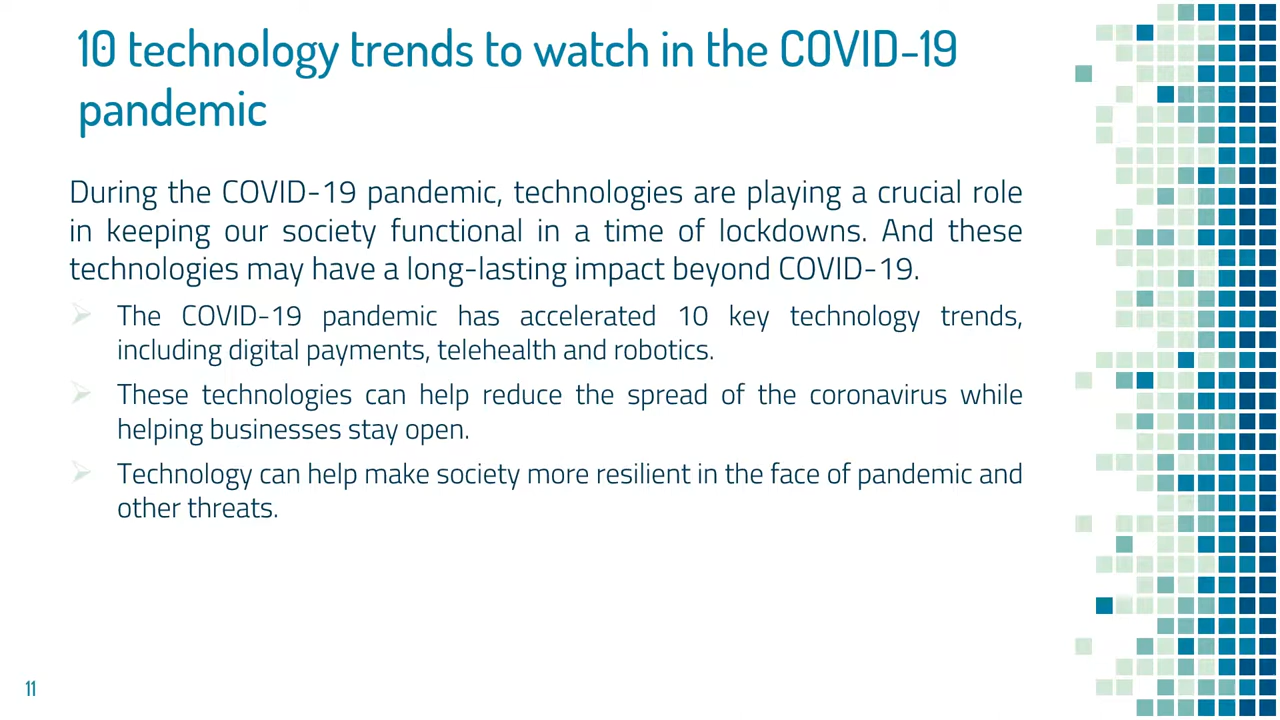 10 technology trends to watch in the COVID-19
pandemic
During the COVID-19 pandemic, technologies are playing a crucial role
in keeping our society functional in a time of lockdowns. And these
technologies may have a long-lasting impact beyond COVID-19.
The COVID-19 pandemic has accelerated 10 key technology trends,
including digital payments, telehealth and robotics.
These technologies can help reduce the spread of the coronavirus while
helping businesses stay open.
Technology can help make society more resilient in the face of pandemic and
other threats.
11